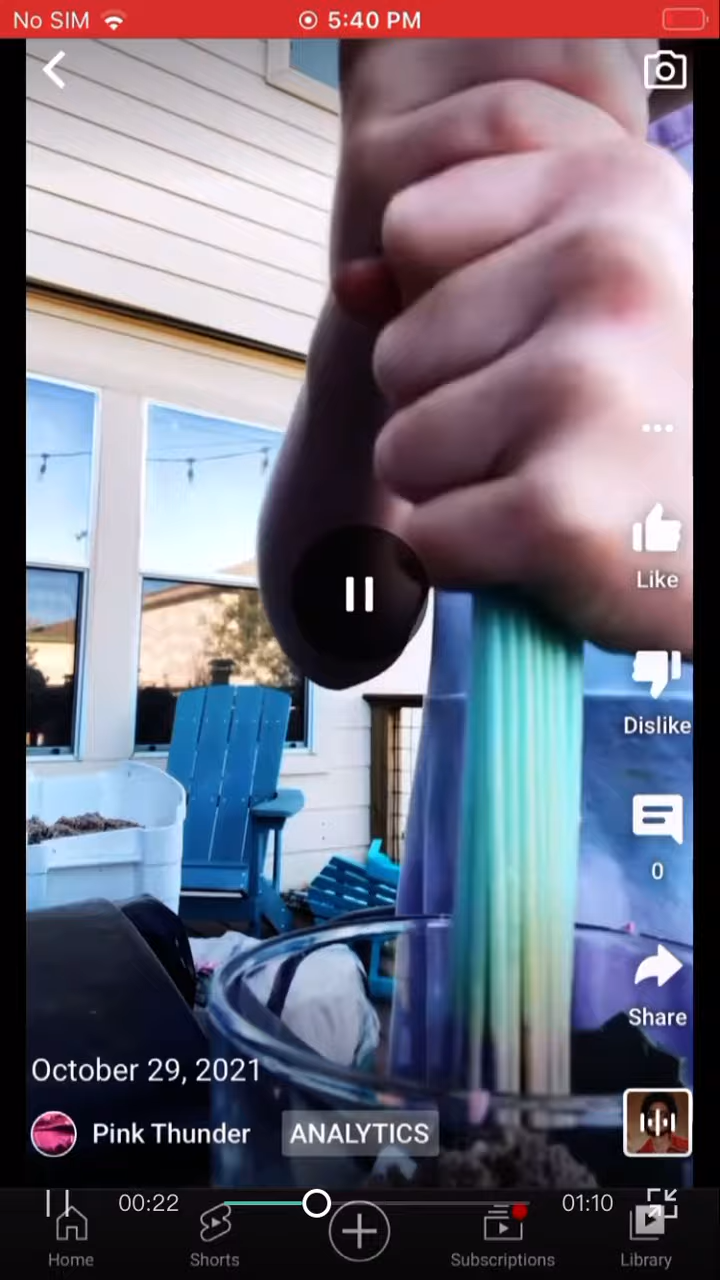 No SIM 5:40 PM
Like
Dislike
0
Share
October 29, 2021
Pink Thunder ANALYTICS
00:22 01:10
Home Shorts Subscriptions Library